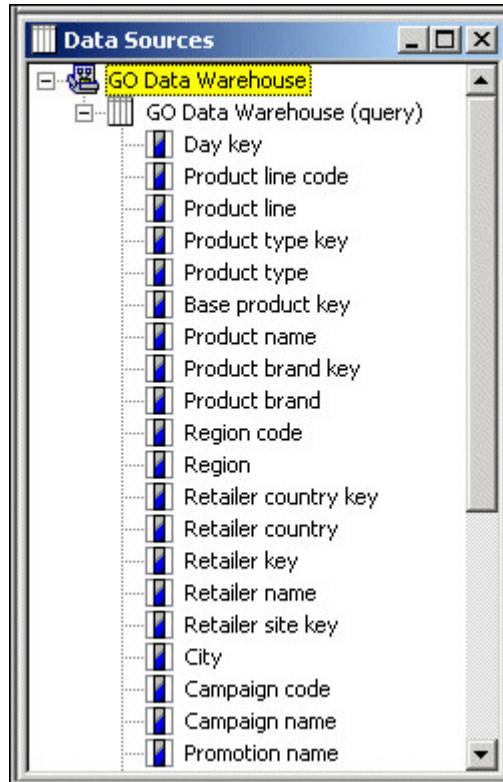 Data Sources
GO Data Warehouse
GO Data Warehouse (query)
Day key
Product line code
Product line
Product type key
Product type
Base product key
Product name
Product brand key
Product brand
Region code
Region
Retailer country key
Retailer country
Retailer key
Retailer name
Retailer site key
City
Campaign code
Campaign name
Promotion name